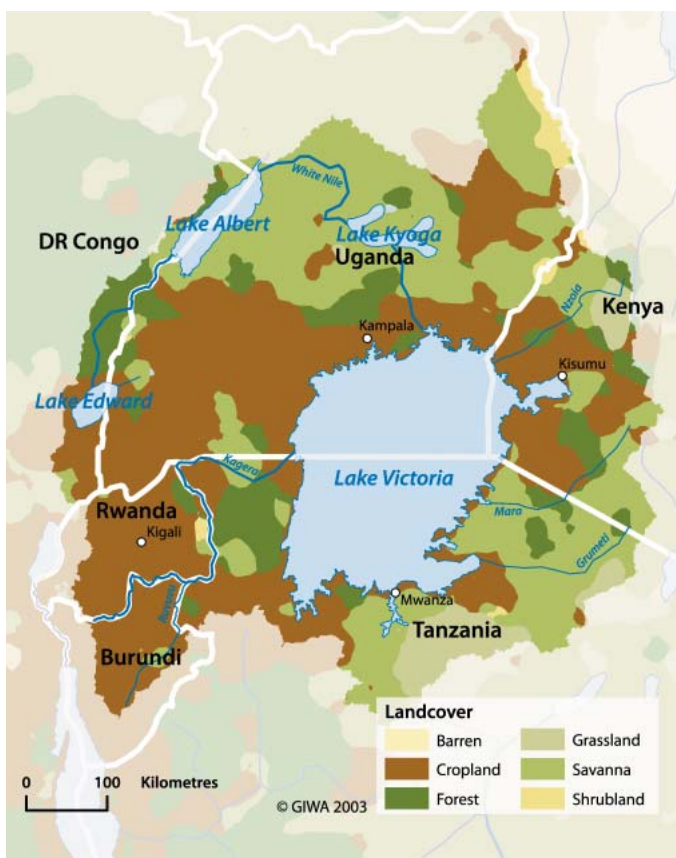 White Nile
Lake Albert
DR Congo
Lake Kyoga
Uganda
Nzoia
Kenya
Kampala
Kisumu
Lake Edward
Kagera
Lake Victoria
Rwanda
Mara
Kigali
Grumeti
Mwanza
Ruvuvu
Tanzania
Burundi
Landcover
Barren
Grassland
Cropland
Savanna
Forest
Shrubland
0 100 Kilometres
© GIWA 2003